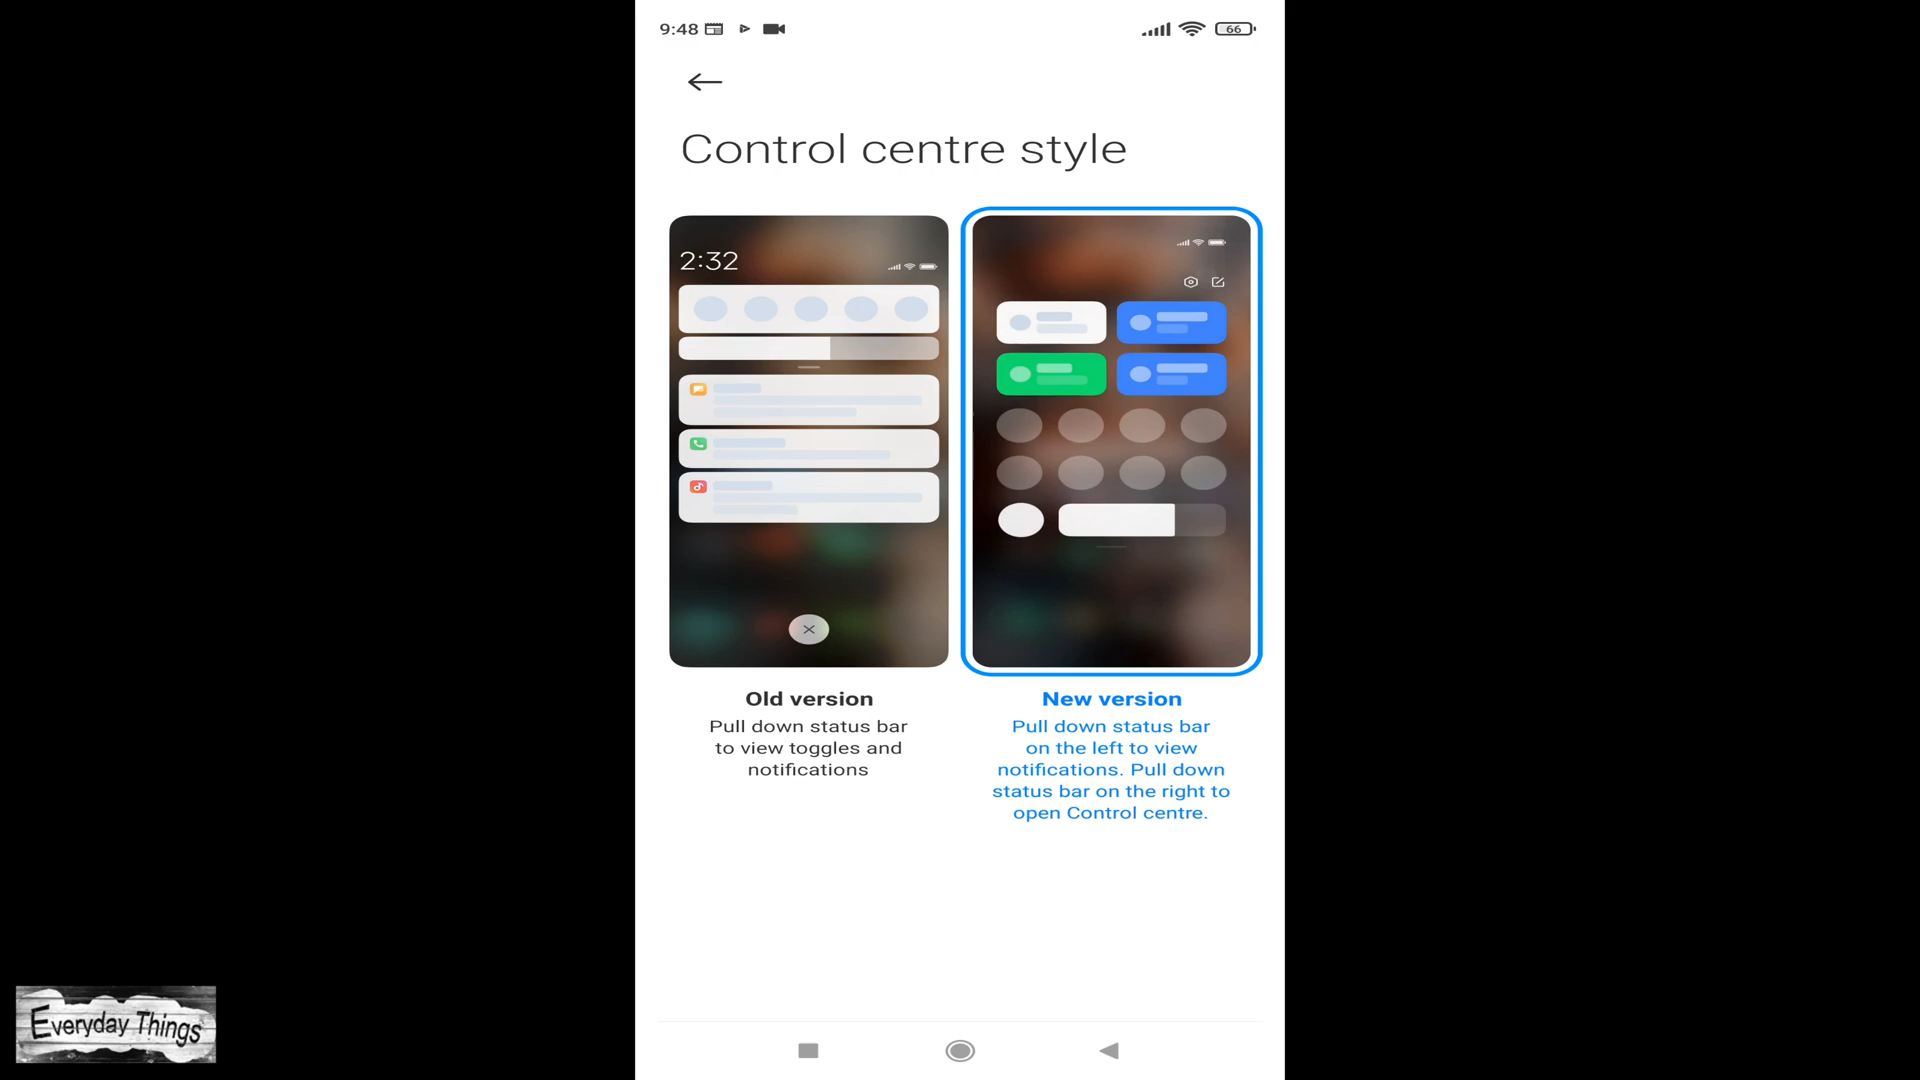 9:48
66
Control centre style
2:32
Old version
Pull down status bar
to view toggles and
notifications
New version
Pull down status bar
on the left to view
notifications. Pull down
status bar on the right to
open Control centre.
Everyday Things